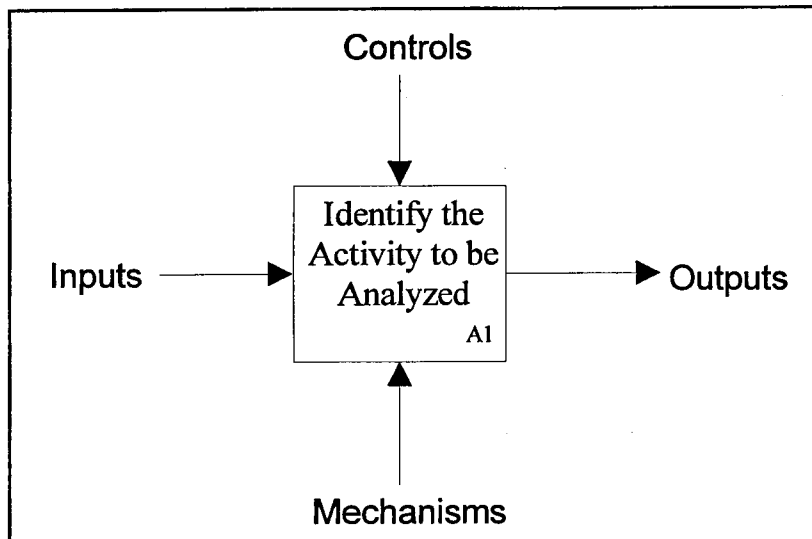 Controls
Identify the
Activity to be
Analyzed
A1
Inputs
Outputs
Mechanisms